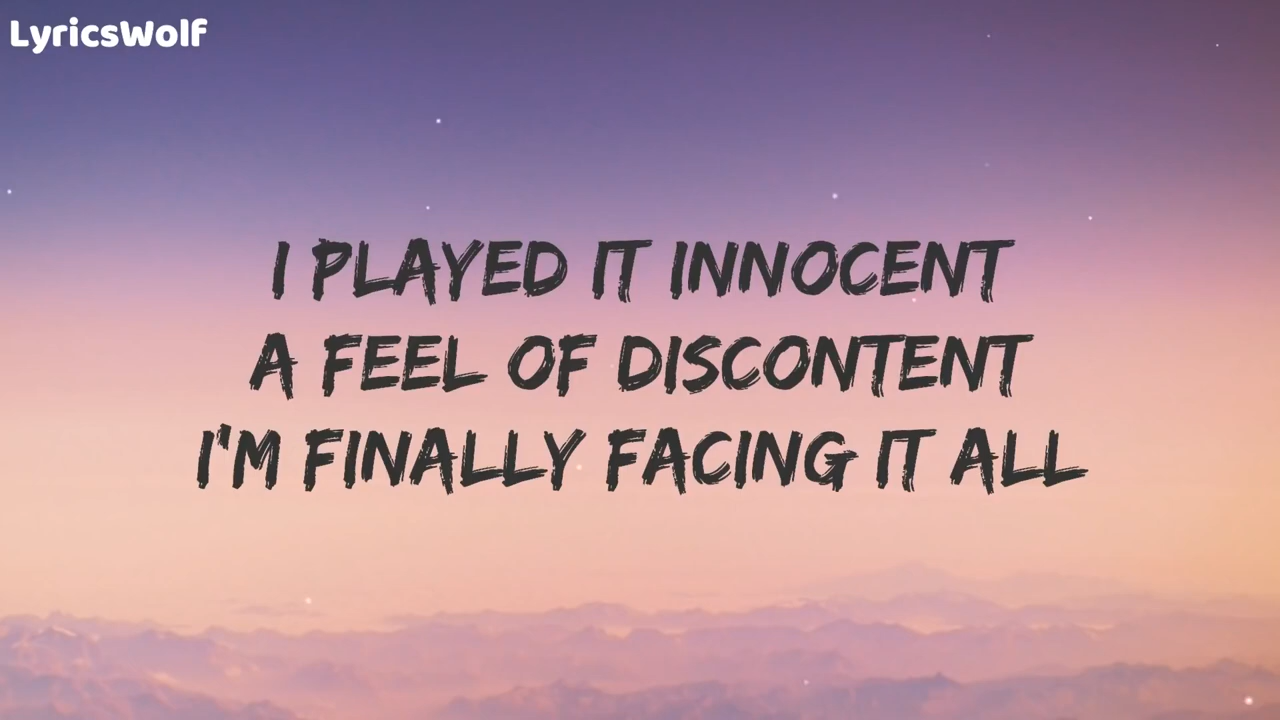 LyricsWolf
I PLAYED IT INNOCENT
A FEEL OF DISCONTENT
I'M FINALLY FACING IT ALL